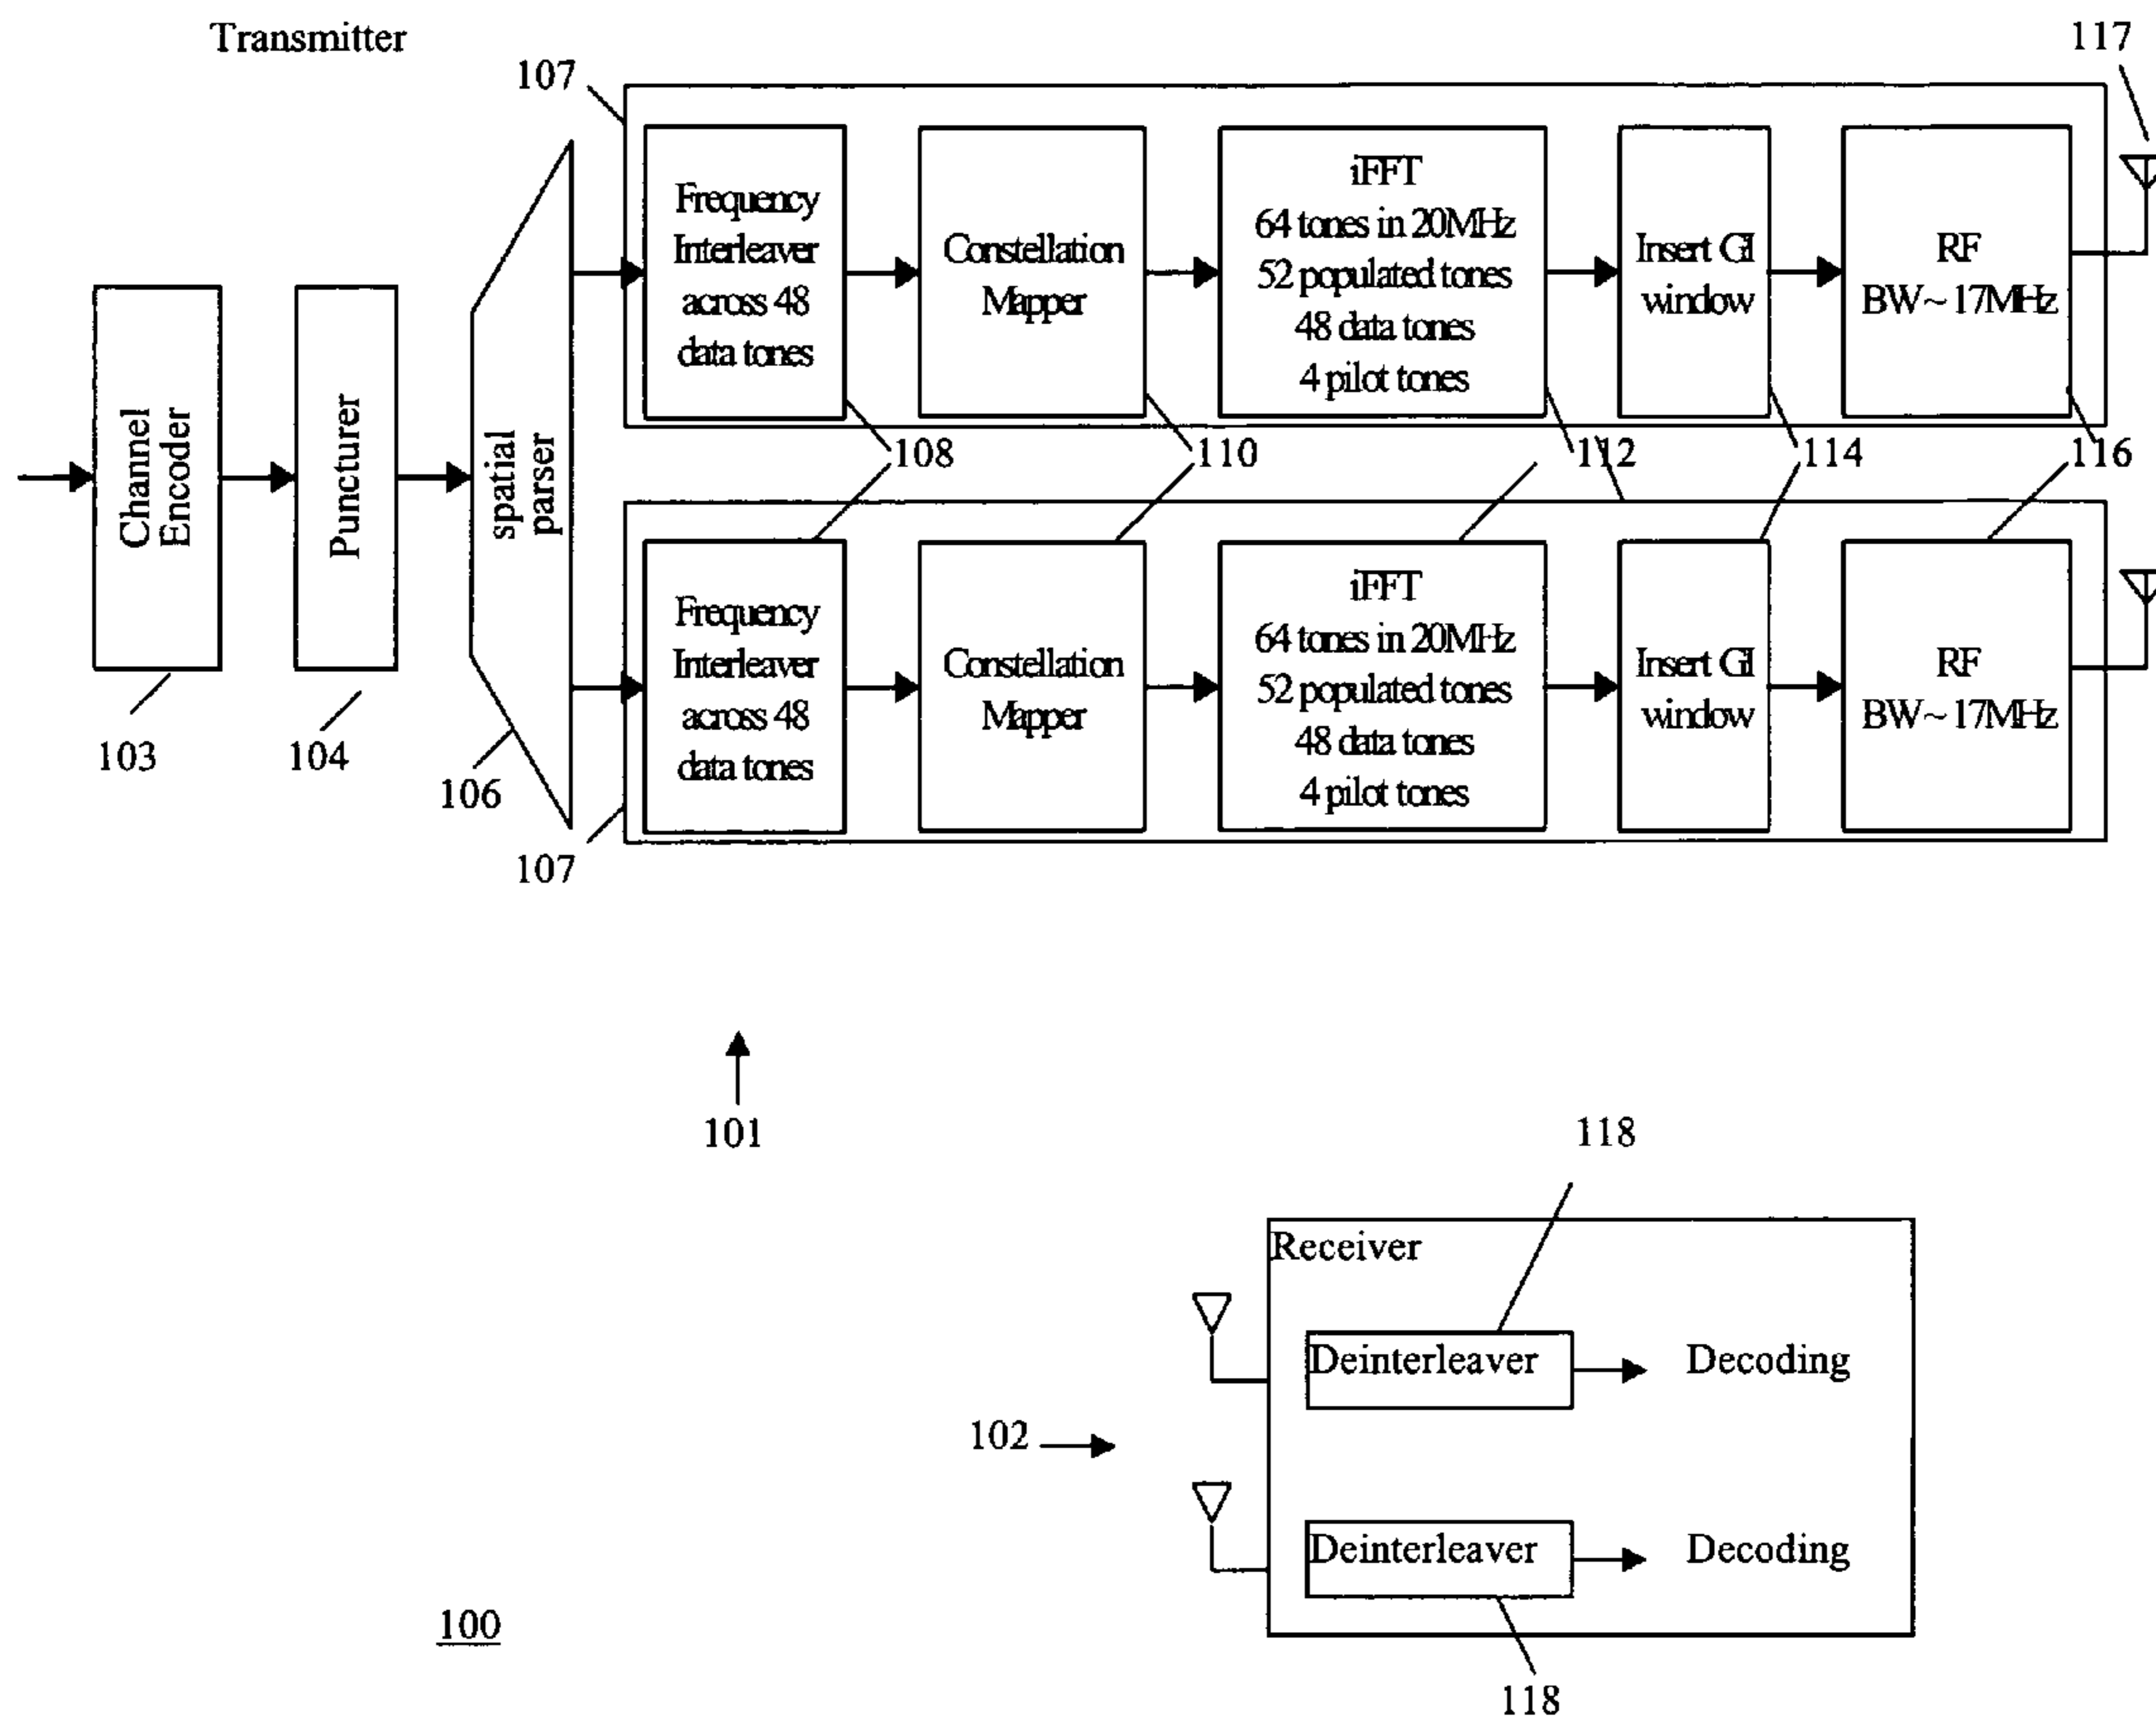 Transmitter
117
107
Frequency
Interleaver
across 48
data tones
Constellation
Mapper
iFFT
64 tones in 20MHz
52 populated tones
48 data tones
4 pilot tones
Insert GI
window
RF
BW~17MHz
Channel
Encoder
Puncturer
spatial
parser
108
110
112
114
116
Frequency
Interleaver
across 48
data tones
Constellation
Mapper
iFFT
64 tones in 20MHz
52 populated tones
48 data tones
4 pilot tones
Insert GI
window
RF
BW~17MHz
103
104
106
107
101
118
Receiver
Deinterleaver
Decoding
102
Deinterleaver
Decoding
100
118